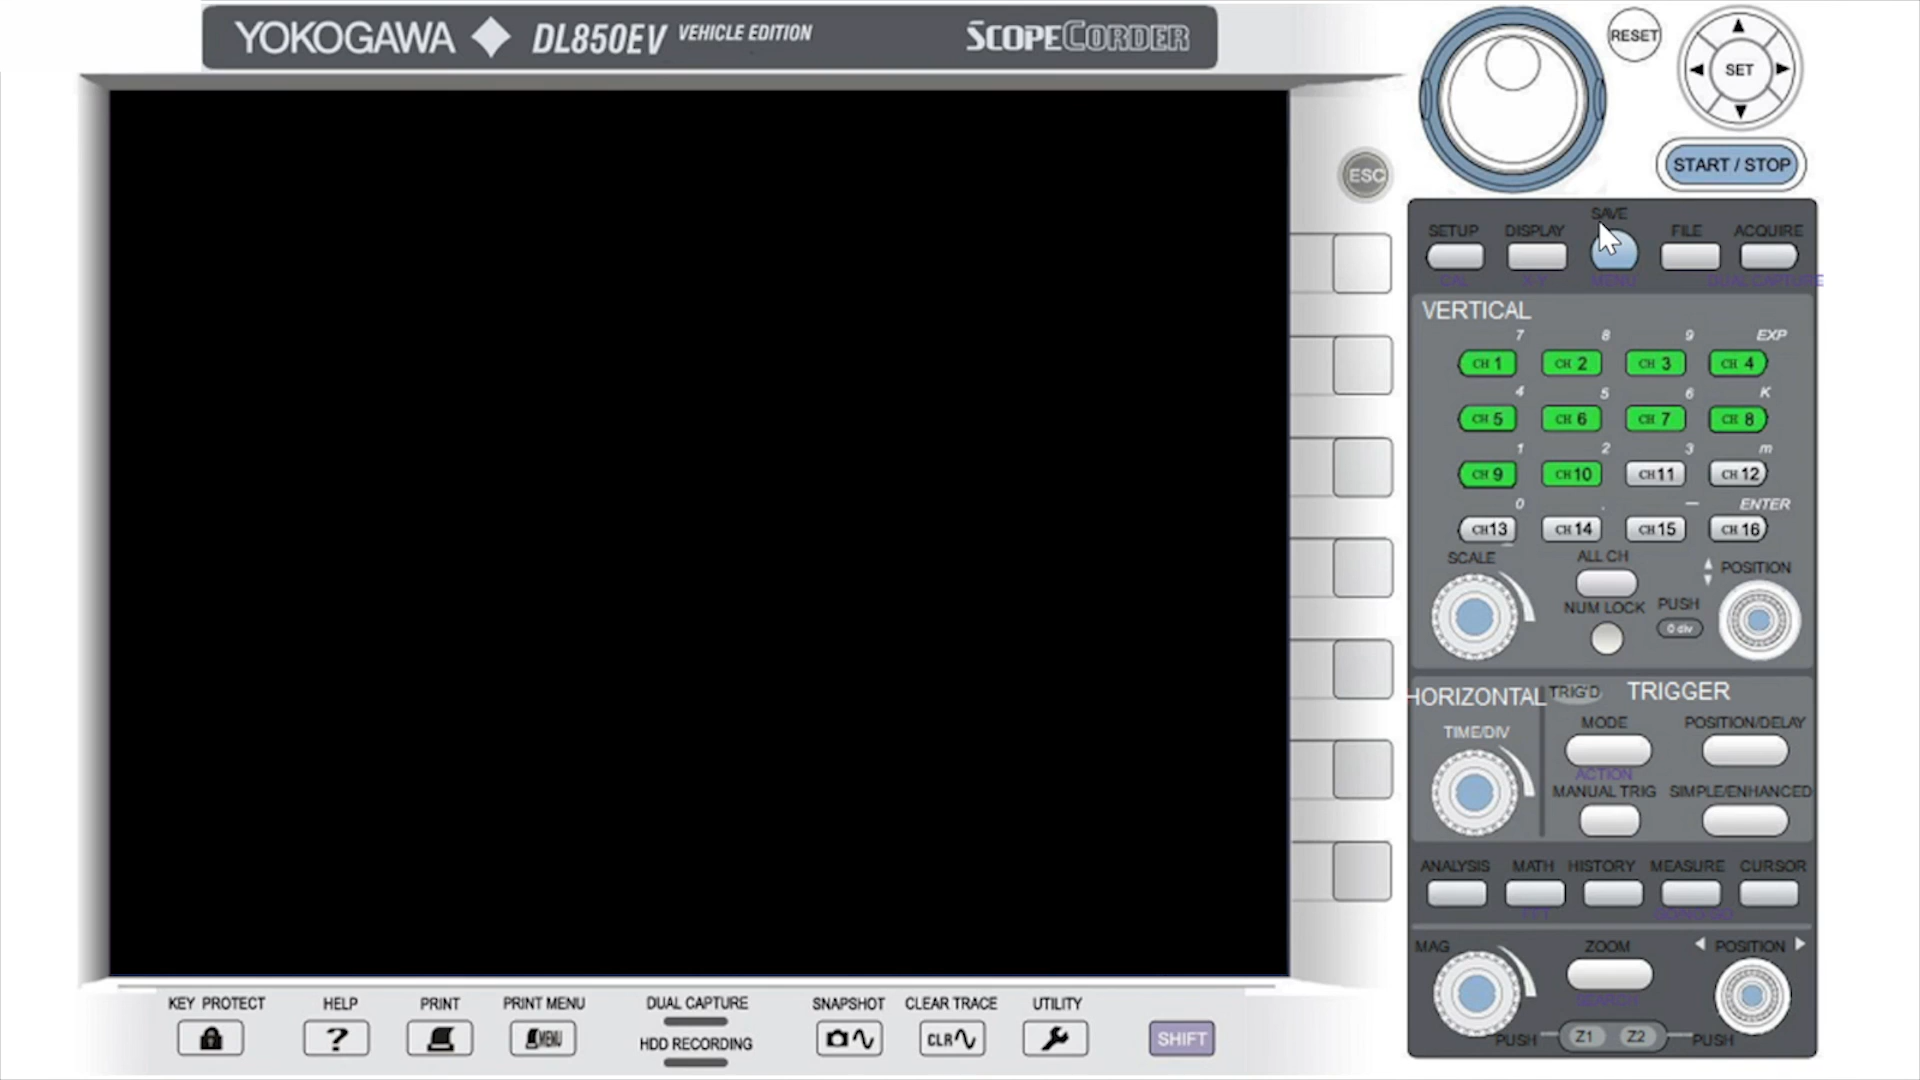 YOKOGAWA DL850EV VEHICLE EDITION SCOPECORDER
RESET
SET
START / STOP
ESC
SAVE
SETUP DISPLAY FILE ACQUIRE
CAL X-Y MENU DUAL CAPTURE
VERTICAL
7 8 9 EXP
CH 1 CH 2 CH 3 CH 4
4 5 6 K
CH 5 CH 6 CH 7 CH 8
1 2 3 m
CH 9 CH 10 CH 11 CH 12
0 . — ENTER
CH 13 CH 14 CH 15 CH 16
SCALE ALL CH POSITION
NUM LOCK PUSH
0 div
HORIZONTAL TRIG'D TRIGGER
TIME/DIV MODE POSITION/DELAY
ACTION
MANUAL TRIG SIMPLE/ENHANCED
ANALYSIS MATH HISTORY MEASURE CURSOR
MAG ZOOM POSITION
SEARCH
PUSH Z1 Z2 PUSH
KEY PROTECT HELP PRINT PRINT MENU DUAL CAPTURE SNAPSHOT CLEAR TRACE UTILITY
? MENU CLR SHIFT
HDD RECORDING